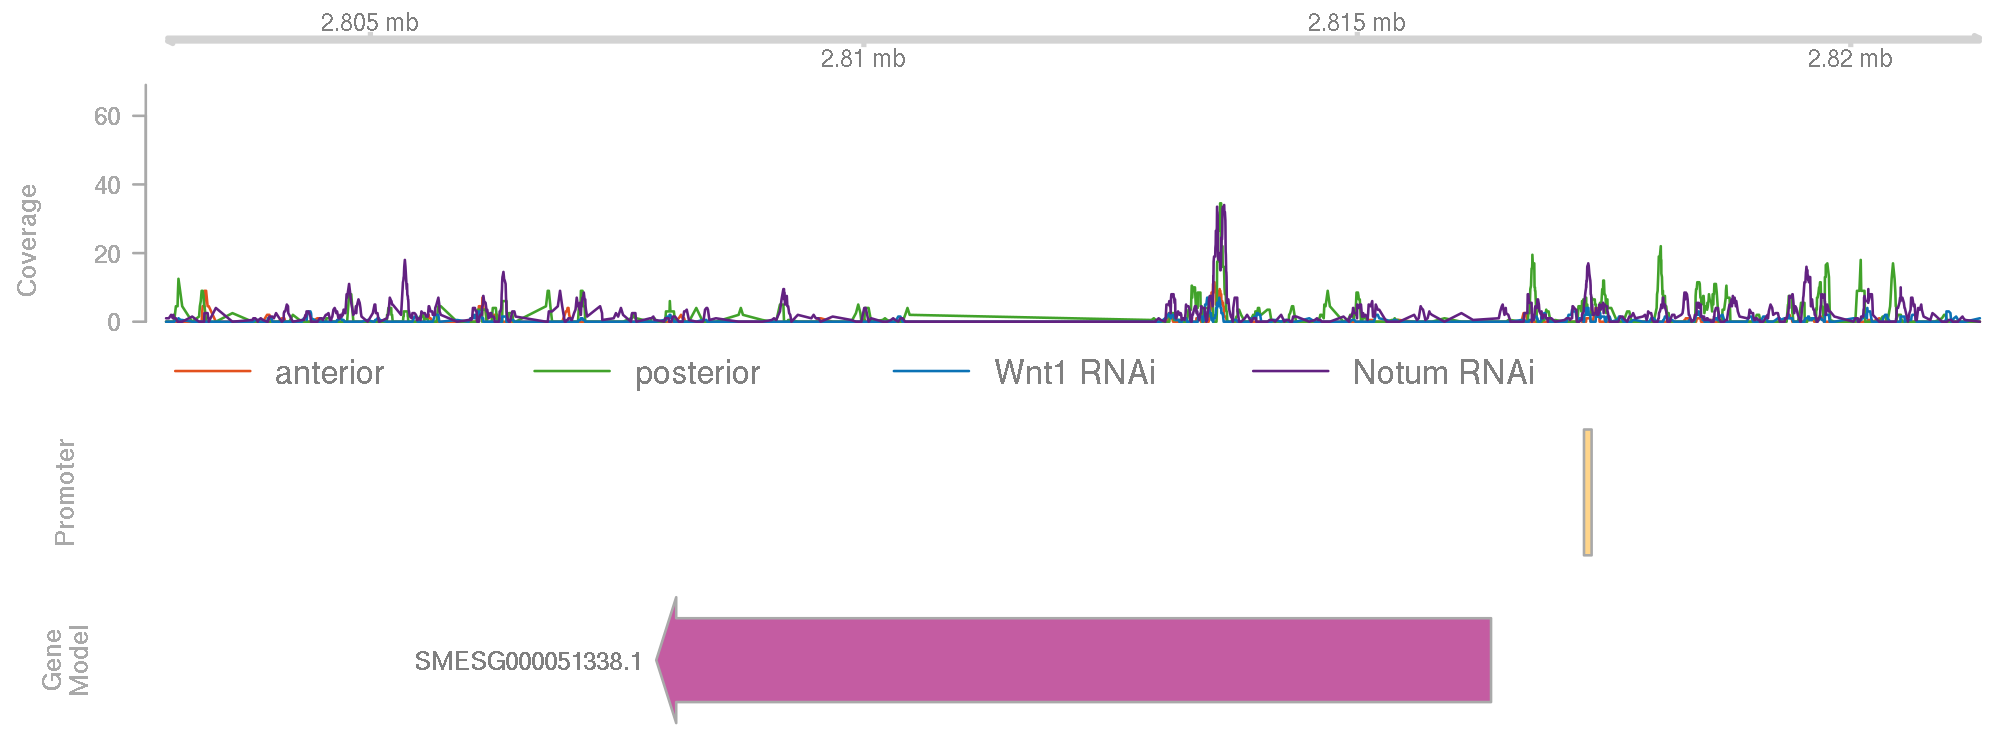 2.805 mb
2.815 mb
2.81 mb
2.82 mb
Coverage
60
40
20
0
anterior
posterior
Wnt1 RNAi
Notum RNAi
Promoter
Gene
Model
SMESG000051338.1